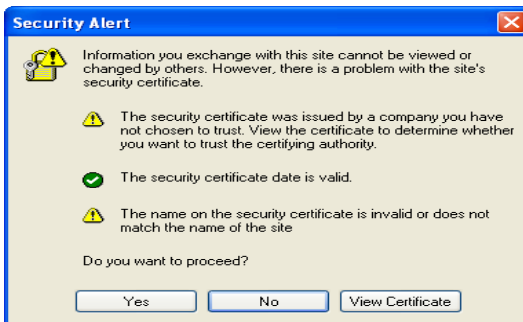 Security Alert
Information you exchange with this site cannot be viewed or
changed by others. However, there is a problem with the site's
security certificate.
The security certificate was issued by a company you have
not chosen to trust. View the certificate to determine whether
you want to trust the certifying authority.
The security certificate date is valid.
The name on the security certificate is invalid or does not
match the name of the site
Do you want to proceed?
Yes No View Certificate